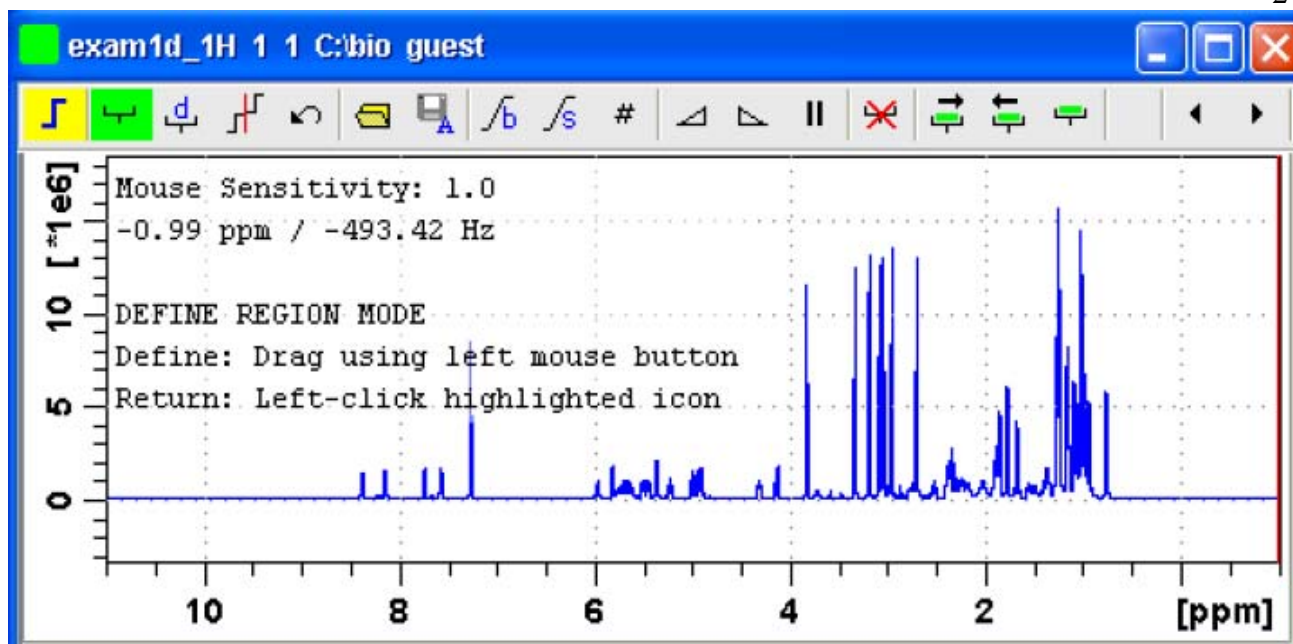 2
exam1d_1H 1 1 C:\bio guest
d b s # A
Mouse Sensitivity: 1.0
-0.99 ppm / -493.42 Hz
DEFINE REGION MODE
Define: Drag using left mouse button
Return: Left-click highlighted icon
[*1e6]
10
5
0
10 8 6 4 2 [ppm]